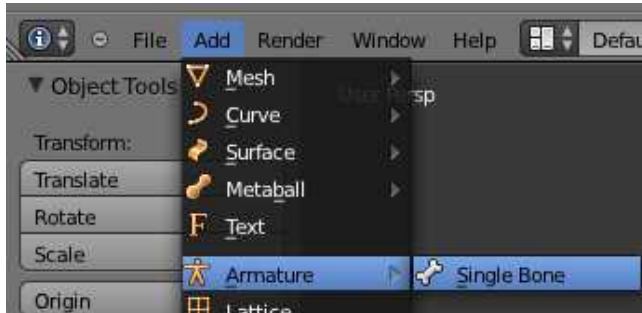 File Add Render Window Help Defau
Object Tools
Transform:
Translate
Rotate
Scale
Origin
Mesh
Curve
Surface
Metaball
Text
Armature
Lattice
User Persp
Single Bone